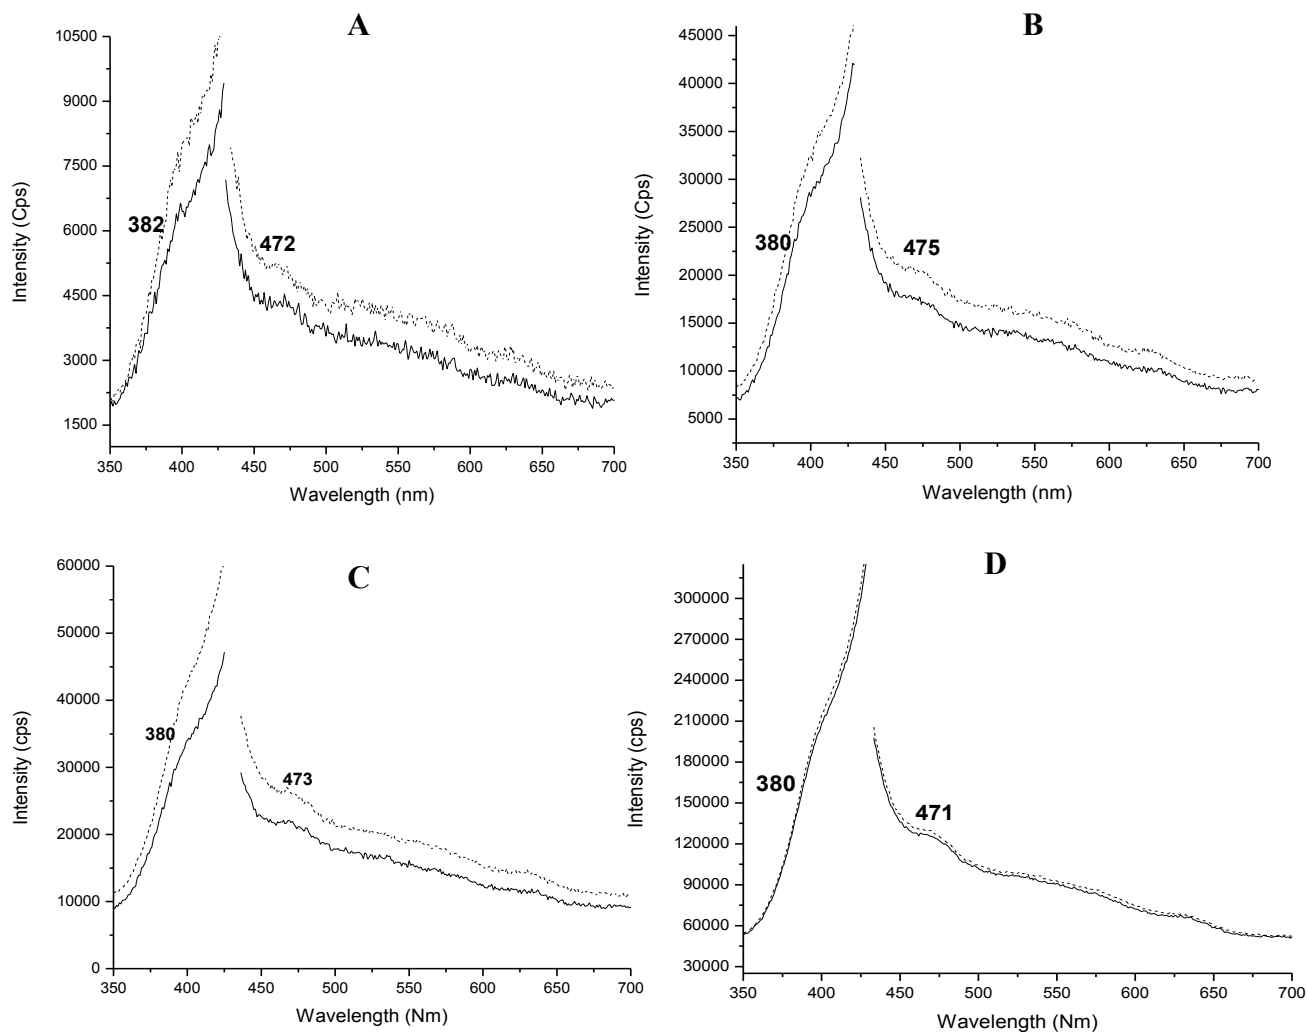 A
Intensity (Cps)
10500
9000
7500
6000
4500
3000
1500
382
472
350 400 450 500 550 600 650 700
Wavelength (nm)
B
Intensity (Cps)
45000
40000
35000
30000
25000
20000
15000
10000
5000
380
475
350 400 450 500 550 600 650 700
Wavelength (nm)
C
Intensity (cps)
60000
50000
40000
30000
20000
10000
0
380
473
350 400 450 500 550 600 650 700
Wavelength (Nm)
D
Intensity (cps)
300000
270000
240000
210000
180000
150000
120000
90000
60000
30000
380
471
350 400 450 500 550 600 650 700
Wavelength (Nm)